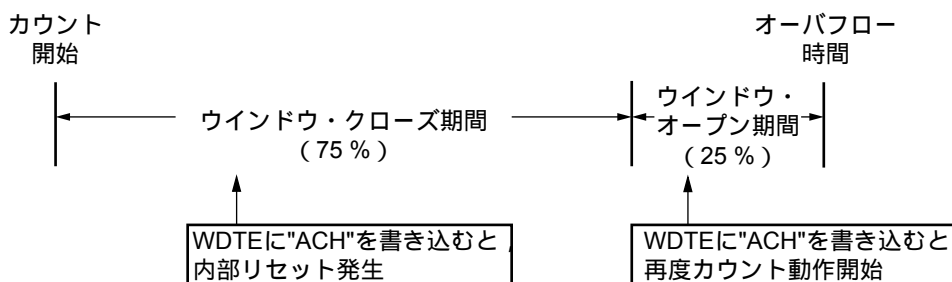 カウント
開始
オーバフロー
時間
ウインドウ・クローズ期間
（75 %）
ウインドウ・
オープン期間
（25 %）
WDTEに"ACH"を書き込むと，
内部リセット発生
WDTEに"ACH"を書き込むと
再度カウント動作開始